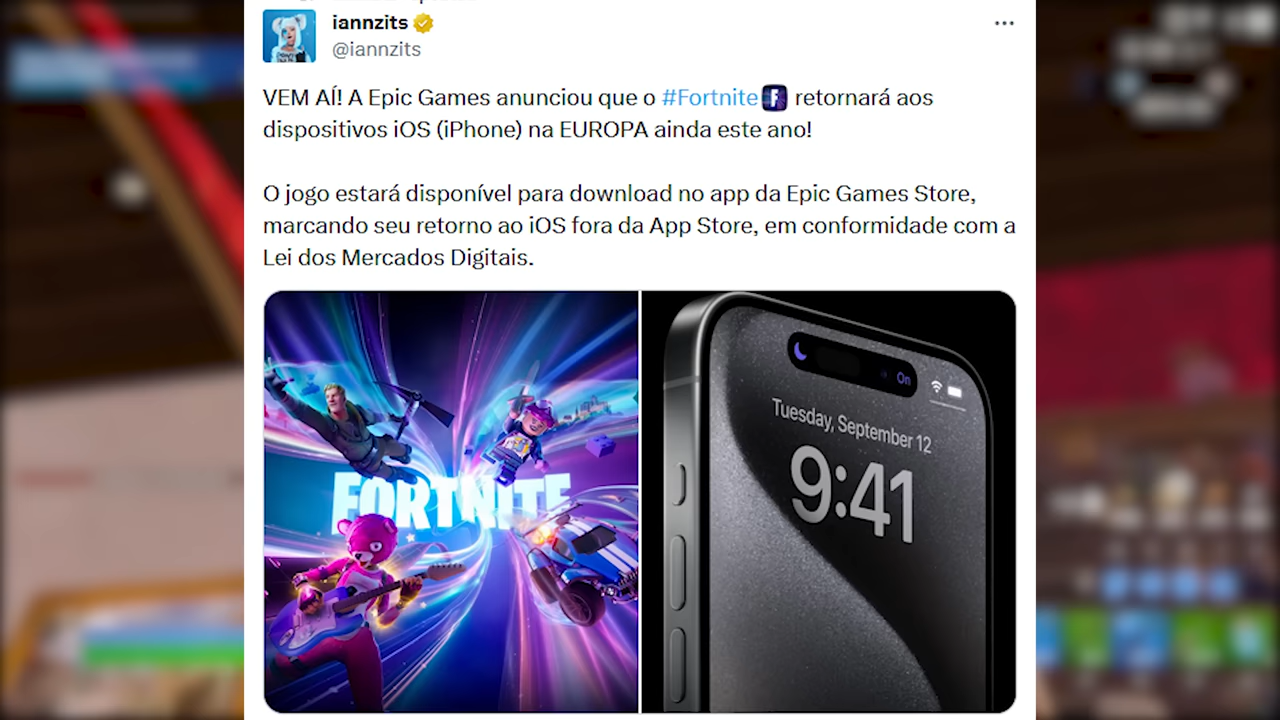 iannzits
@iannzits
VEM AÍ! A Epic Games anunciou que o #Fortnite retornará aos
dispositivos iOS (iPhone) na EUROPA ainda este ano!
O jogo estará disponível para download no app da Epic Games Store,
marcando seu retorno ao iOS fora da App Store, em conformidade com a
Lei dos Mercados Digitais.
FORTNITE
On
Tuesday, September 12
9:41